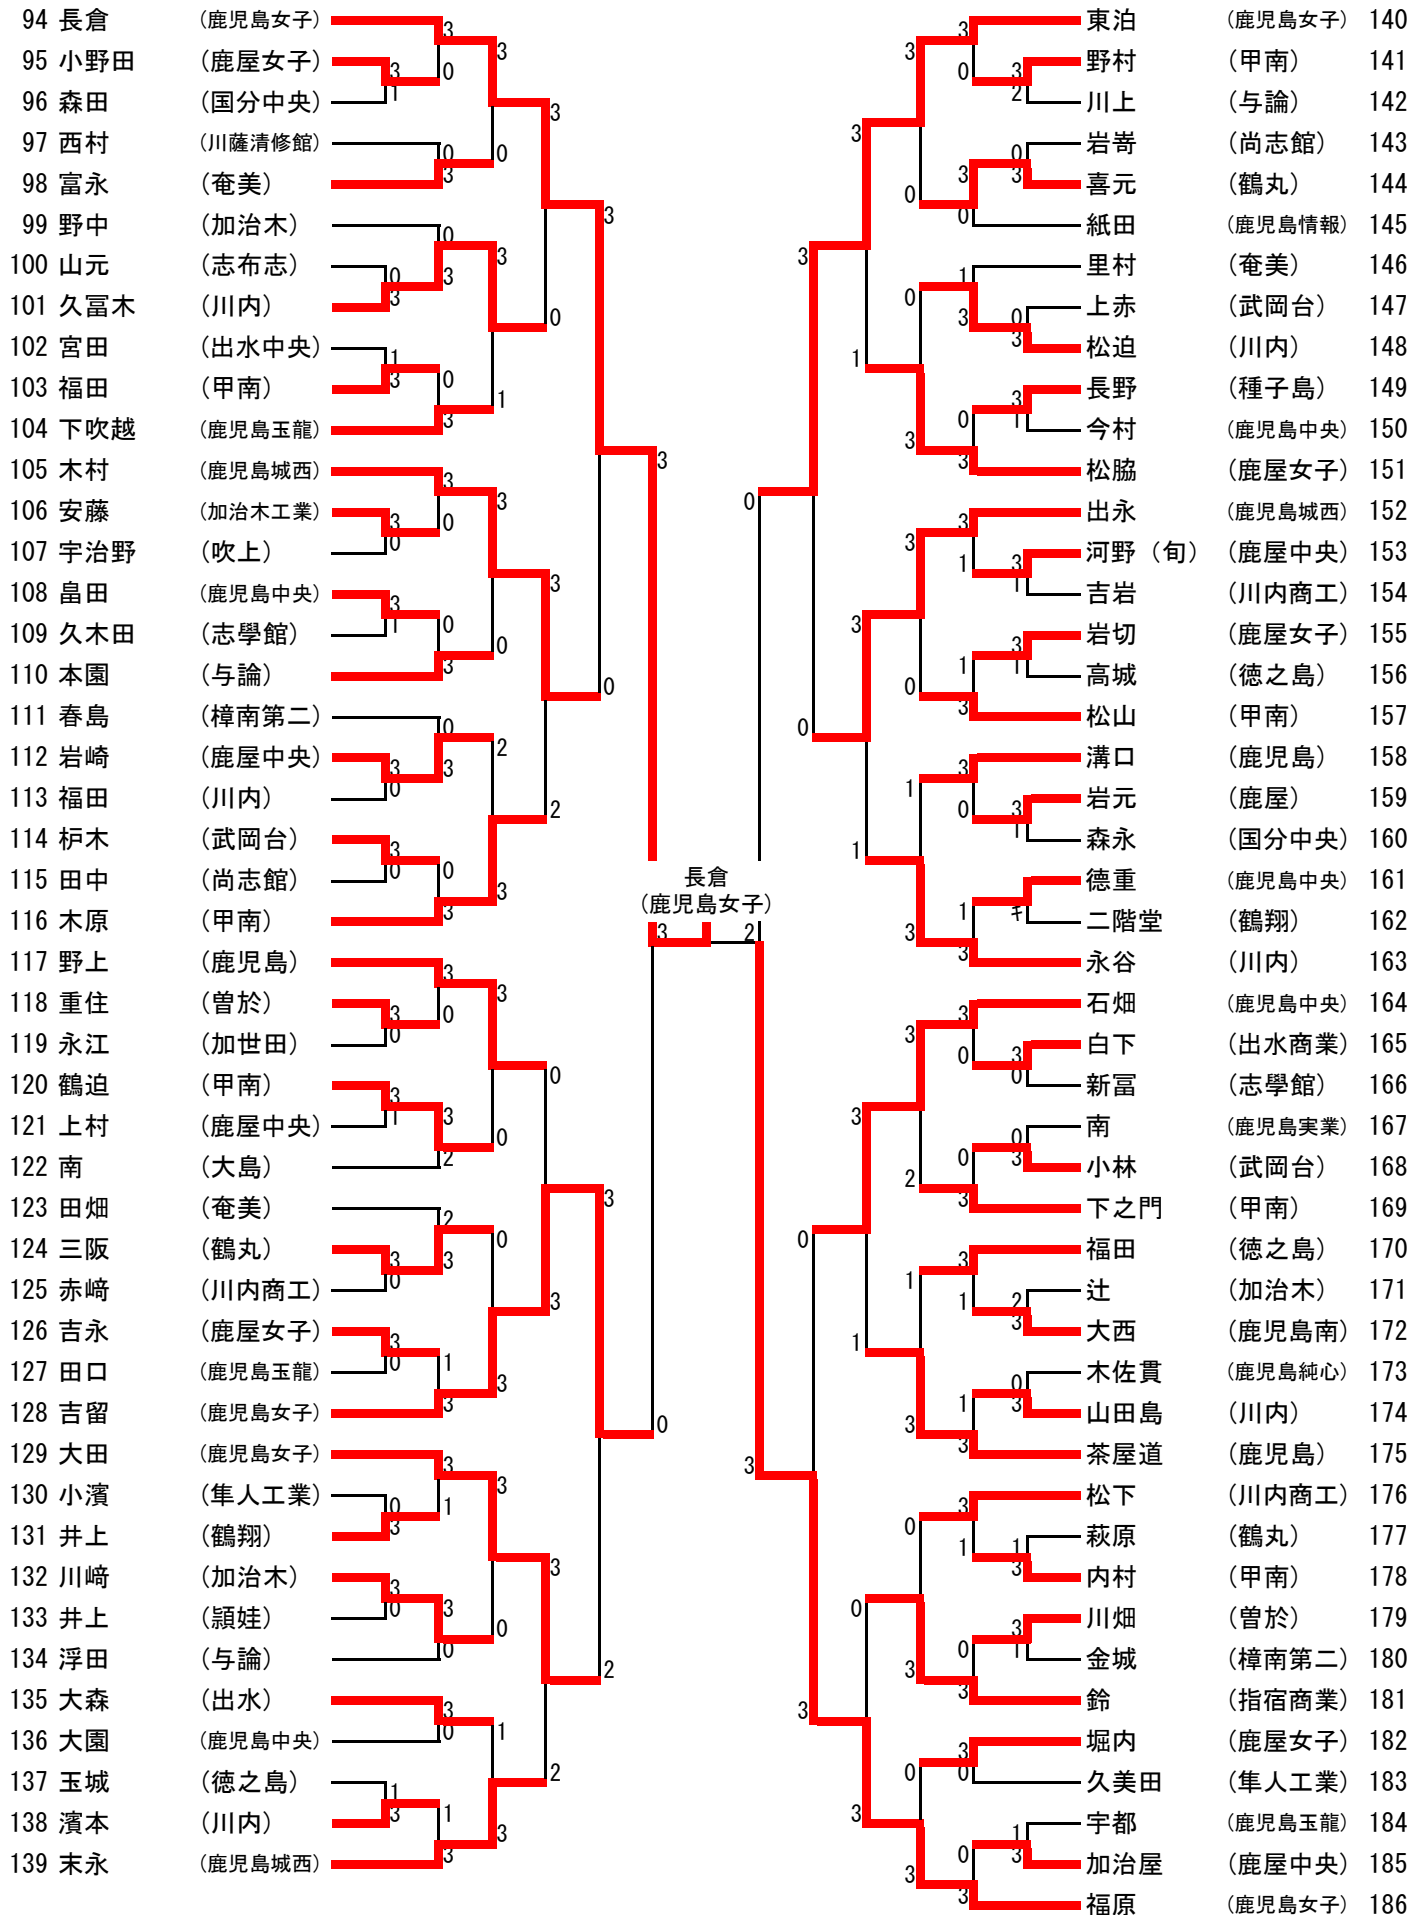 94 長倉 (鹿児島女子)
95 小野田 (鹿屋女子)
96 森田 (国分中央)
97 西村 (川薩清修館)
98 富永 (奄美)
99 野中 (加治木)
100 山元 (志布志)
101 久冨木 (川内)
102 宮田 (出水中央)
103 福田 (甲南)
104 下吹越 (鹿児島玉龍)
105 木村 (鹿児島城西)
106 安藤 (加治木工業)
107 宇治野 (吹上)
108 畠田 (鹿児島中央)
109 久木田 (志學館)
110 本園 (与論)
111 春島 (樟南第二)
112 岩崎 (鹿屋中央)
113 福田 (川内)
114 枦木 (武岡台)
115 田中 (尚志館)
116 木原 (甲南)
117 野上 (鹿児島)
118 重住 (曽於)
119 永江 (加世田)
120 鶴迫 (甲南)
121 上村 (鹿屋中央)
122 南 (大島)
123 田畑 (奄美)
124 三阪 (鶴丸)
125 赤﨑 (川内商工)
126 吉永 (鹿屋女子)
127 田口 (鹿児島玉龍)
128 吉留 (鹿児島女子)
129 大田 (鹿児島女子)
130 小濱 (隼人工業)
131 井上 (鶴翔)
132 川﨑 (加治木)
133 井上 (頴娃)
134 浮田 (与論)
135 大森 (出水)
136 大園 (鹿児島中央)
137 玉城 (徳之島)
138 濱本 (川内)
139 末永 (鹿児島城西)
長倉
(鹿児島女子)
3 2
東泊 (鹿児島女子) 140
野村 (甲南) 141
川上 (与論) 142
岩嵜 (尚志館) 143
喜元 (鶴丸) 144
紙田 (鹿児島情報) 145
里村 (奄美) 146
上赤 (武岡台) 147
松迫 (川内) 148
長野 (種子島) 149
今村 (鹿児島中央) 150
松脇 (鹿屋女子) 151
出永 (鹿児島城西) 152
河野(旬) (鹿屋中央) 153
吉岩 (川内商工) 154
岩切 (鹿屋女子) 155
高城 (徳之島) 156
松山 (甲南) 157
溝口 (鹿児島) 158
岩元 (鹿屋) 159
森永 (国分中央) 160
德重 (鹿児島中央) 161
二階堂 (鶴翔) 162
永谷 (川内) 163
石畑 (鹿児島中央) 164
白下 (出水商業) 165
新冨 (志學館) 166
南 (鹿児島実業) 167
小林 (武岡台) 168
下之門 (甲南) 169
福田 (徳之島) 170
辻 (加治木) 171
大西 (鹿児島南) 172
木佐貫 (鹿児島純心) 173
山田島 (川内) 174
茶屋道 (鹿児島) 175
松下 (川内商工) 176
萩原 (鶴丸) 177
内村 (甲南) 178
川畑 (曽於) 179
金城 (樟南第二) 180
鈴 (指宿商業) 181
堀内 (鹿屋女子) 182
久美田 (隼人工業) 183
宇都 (鹿児島玉龍) 184
加治屋 (鹿屋中央) 185
福原 (鹿児島女子) 186